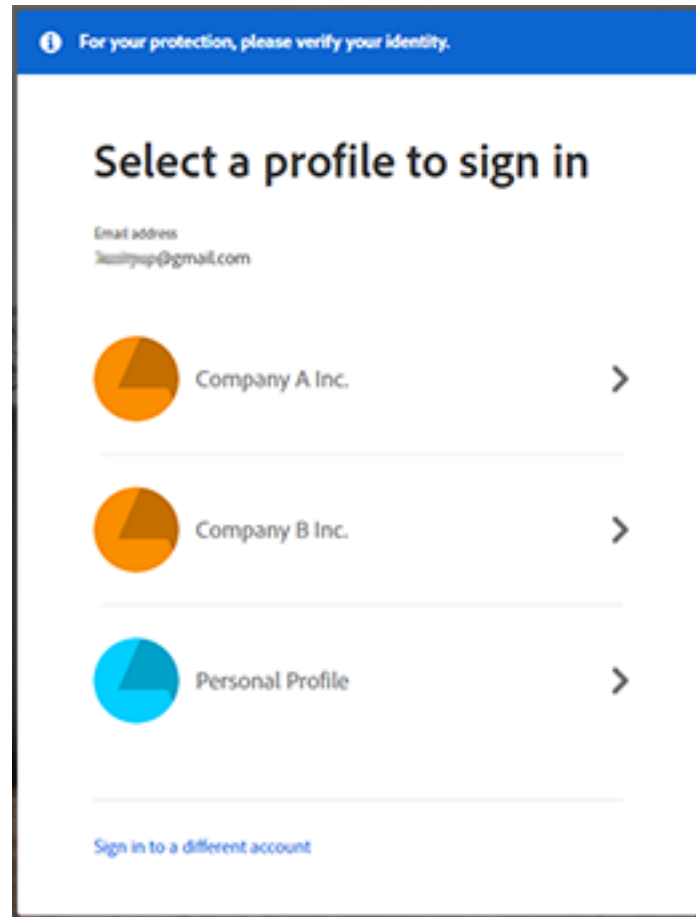 For your protection, please verify your identity.
Select a profile to sign in
Email address
@gmail.com
Company A Inc.
Company B Inc.
Personal Profile
Sign in to a different account